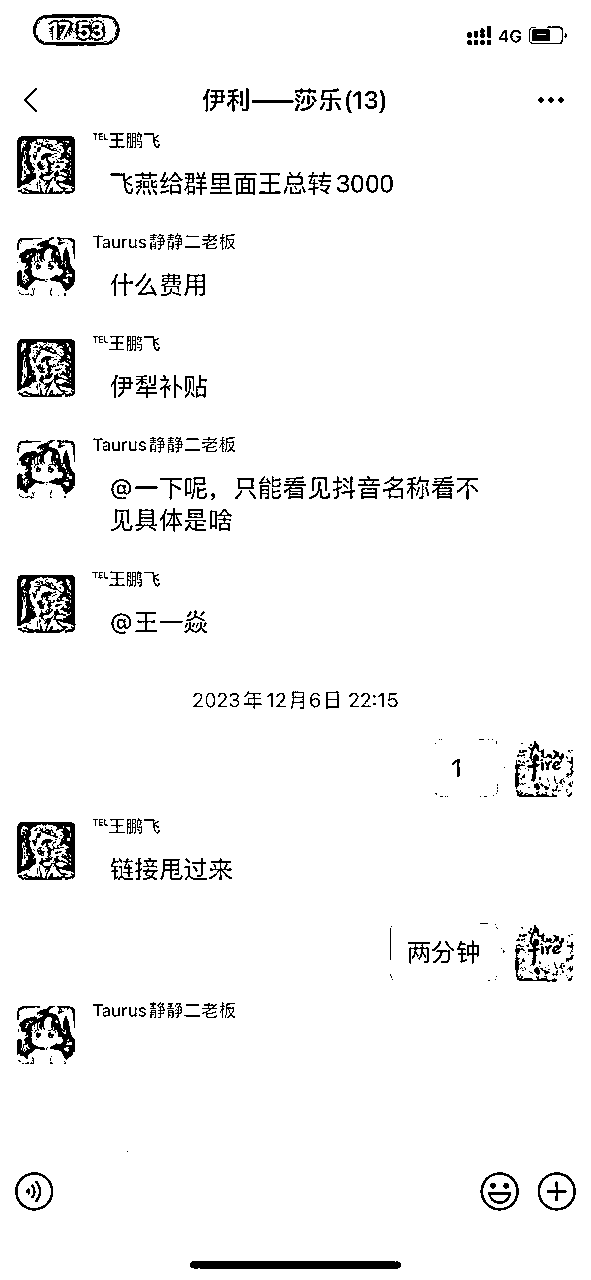 17:53
4G
伊利——莎乐(13)
TEL王鹏飞
飞燕给群里面王总转3000
Taurus静静二老板
什么费用
TEL王鹏飞
伊犁补贴
Taurus静静二老板
@一下呢，只能看见抖音名称看不
见具体是啥
TEL王鹏飞
@王一焱
2023年12月6日 22:15
1
fire
TEL王鹏飞
链接甩过来
两分钟
fire
Taurus静静二老板